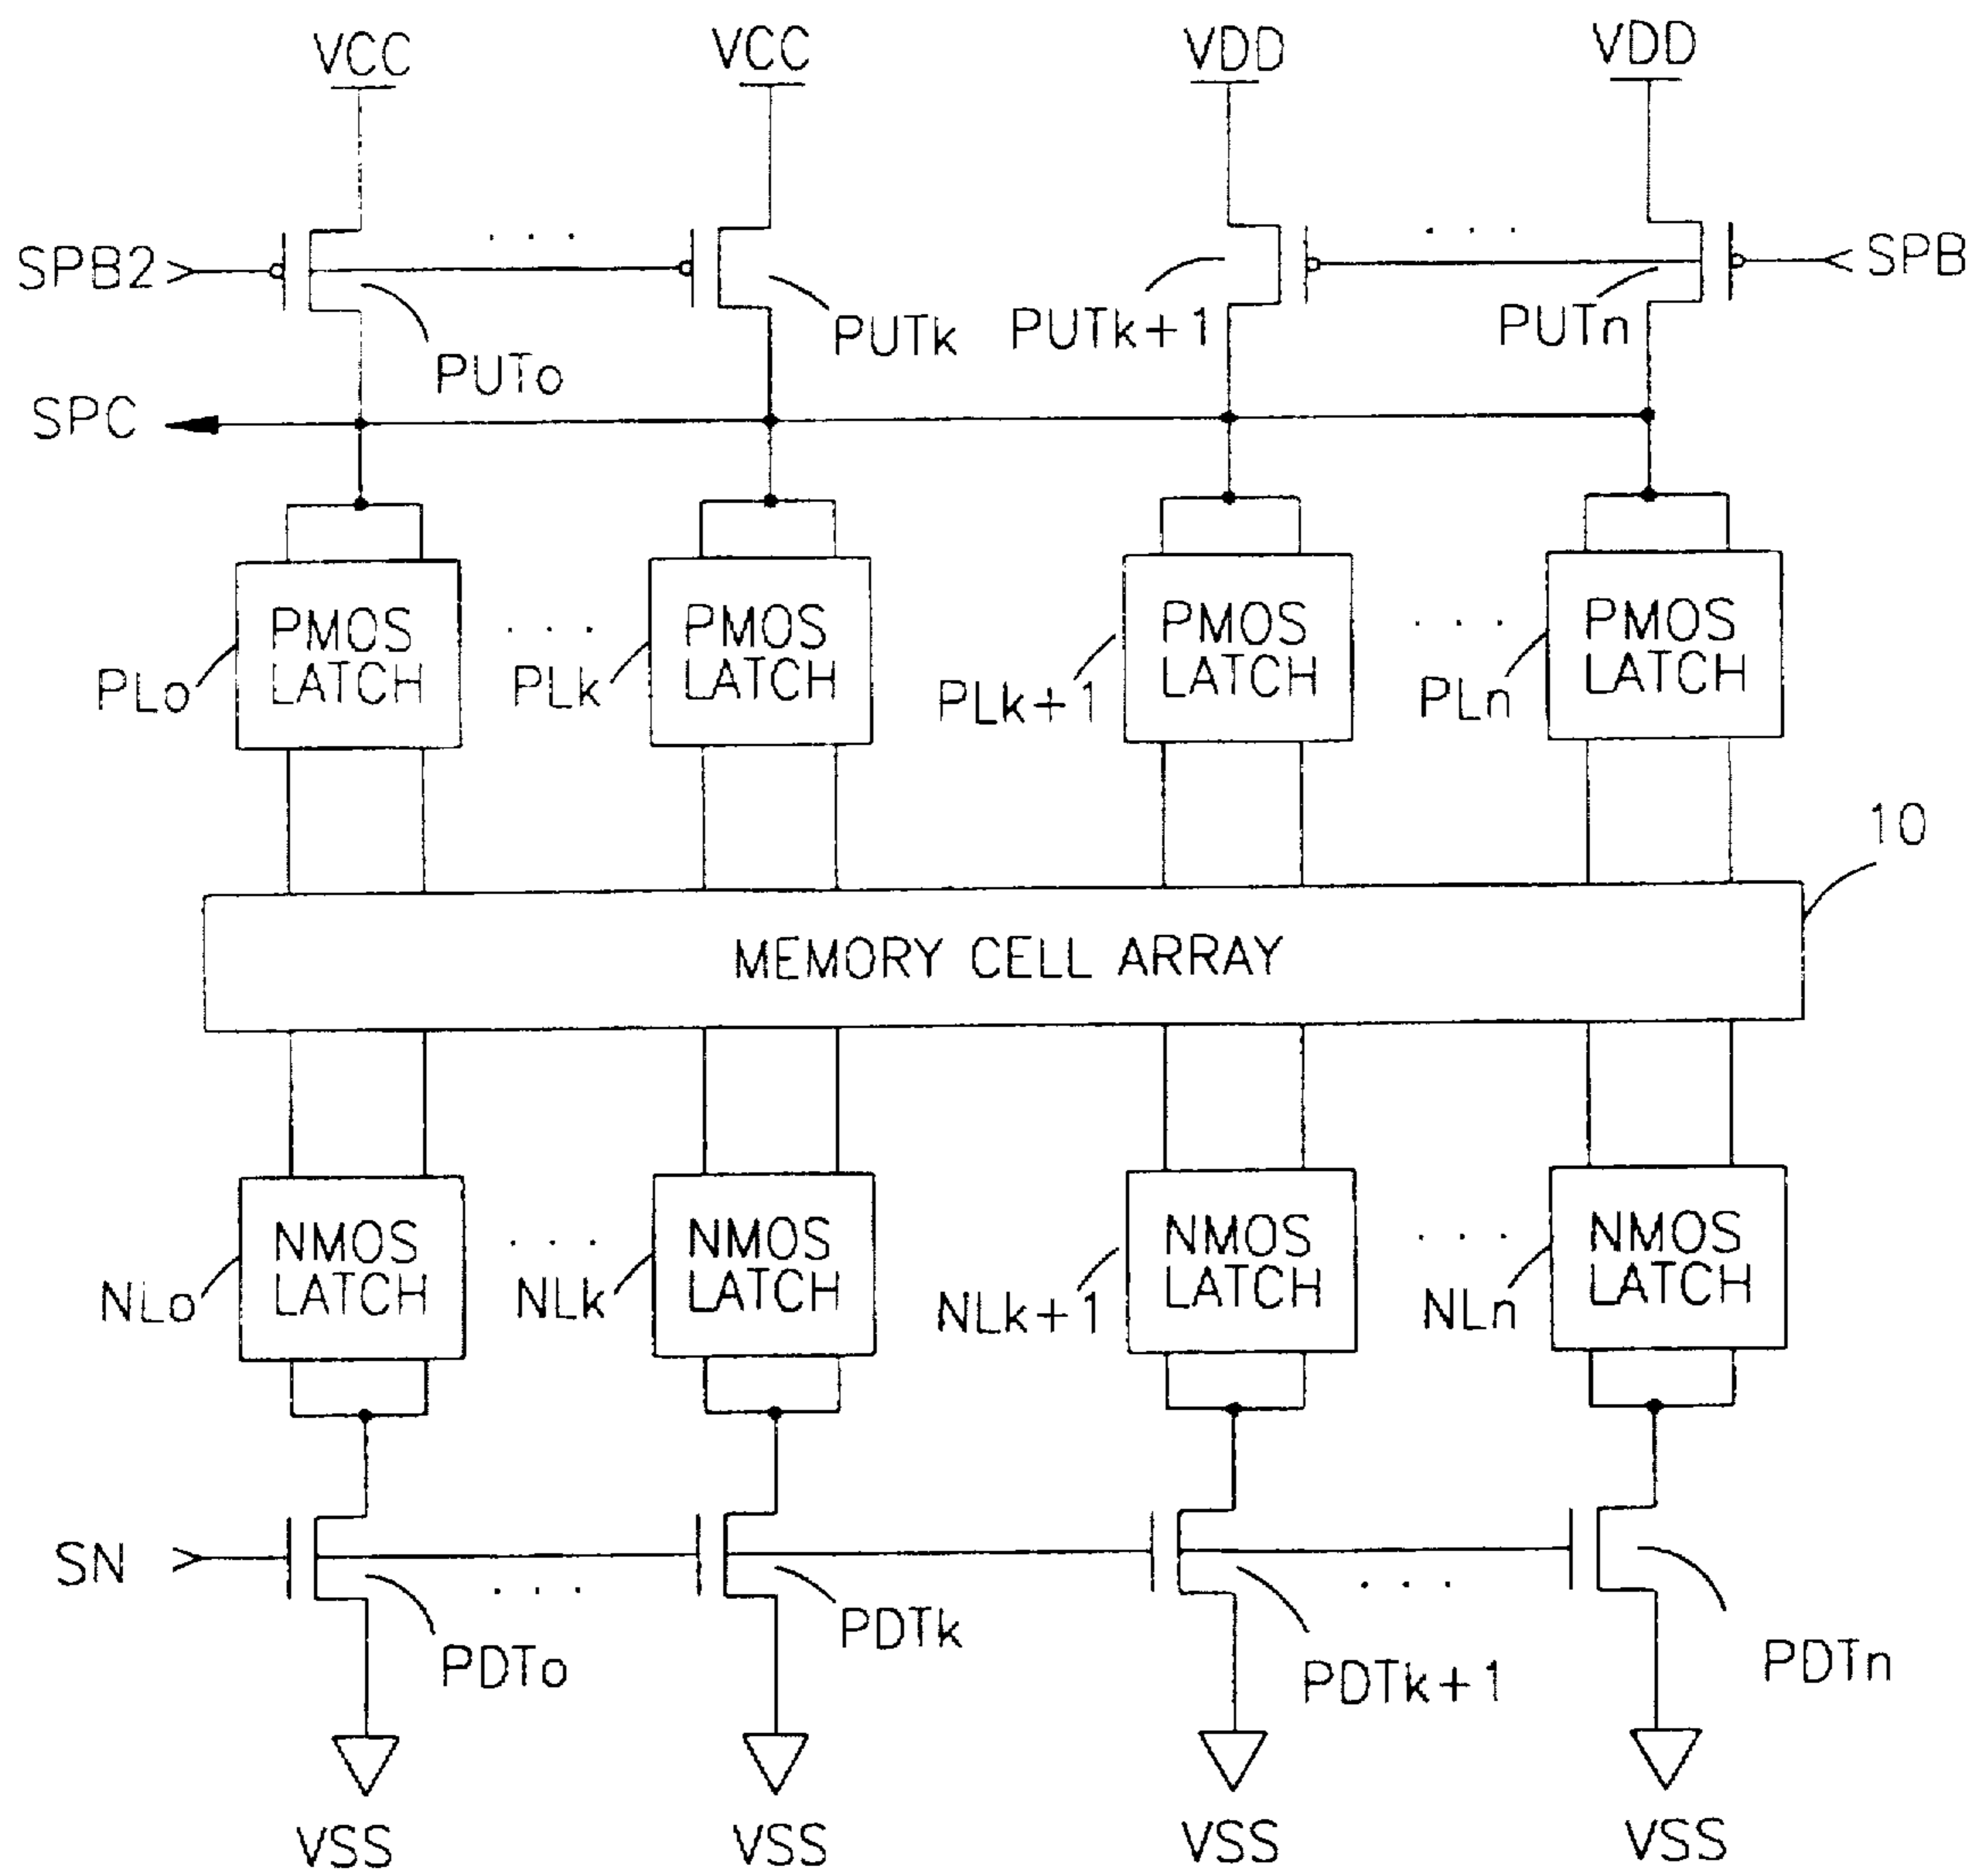 VCC VCC VDD VDD
SPB2 SPB
PUTo PUTk PUTk+1 PUTn
SPC
PMOS LATCH
PMOS LATCH
PMOS LATCH
PMOS LATCH
PLo PLk PLk+1 PLn
10
MEMORY CELL ARRAY
NMOS LATCH
NMOS LATCH
NMOS LATCH
NMOS LATCH
NLo NLk NLk+1 NLn
SN
PDTo PDTk PDTk+1 PDTn
VSS VSS VSS VSS